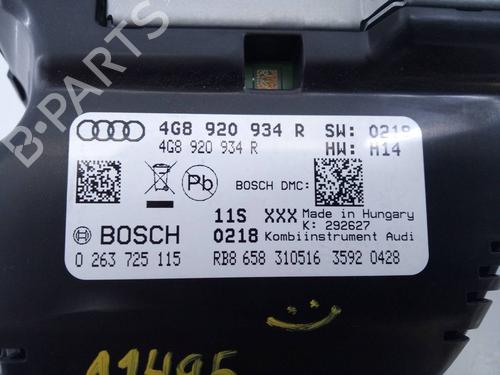 4G8 920 934 R SW: 0218
4G8 920 934 R HW: H14
Pb
BOSCH DMC:
11S XXX Made in Hungary
K: 292627
BOSCH 0218 Kombiinstrument Audi
0 263 725 115 RB8 658 310516 3592 0428
A1495
B-PARTS